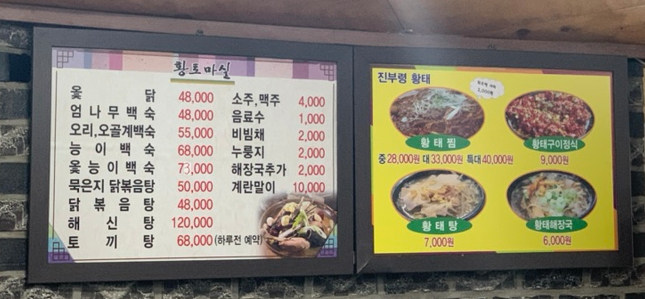 황토마실
옻 닭 48,000
엄나무백숙 48,000
오리,오골계백숙 55,000
능이백숙 68,000
옻능이백숙 73,000
묵은지 닭볶음탕 50,000
닭볶음탕 48,000
해신탕 120,000
토끼탕 68,000 (하루전 예약)
소주,맥주 4,000
음료수 1,000
비빔채 2,000
누룽지 2,000
해장국추가 2,000
계란말이 10,000
진부령 황태
황태찜
중28,000원 대33,000원 특대40,000원
황태구이정식
9,000원
황태탕
7,000원
황태해장국
6,000원